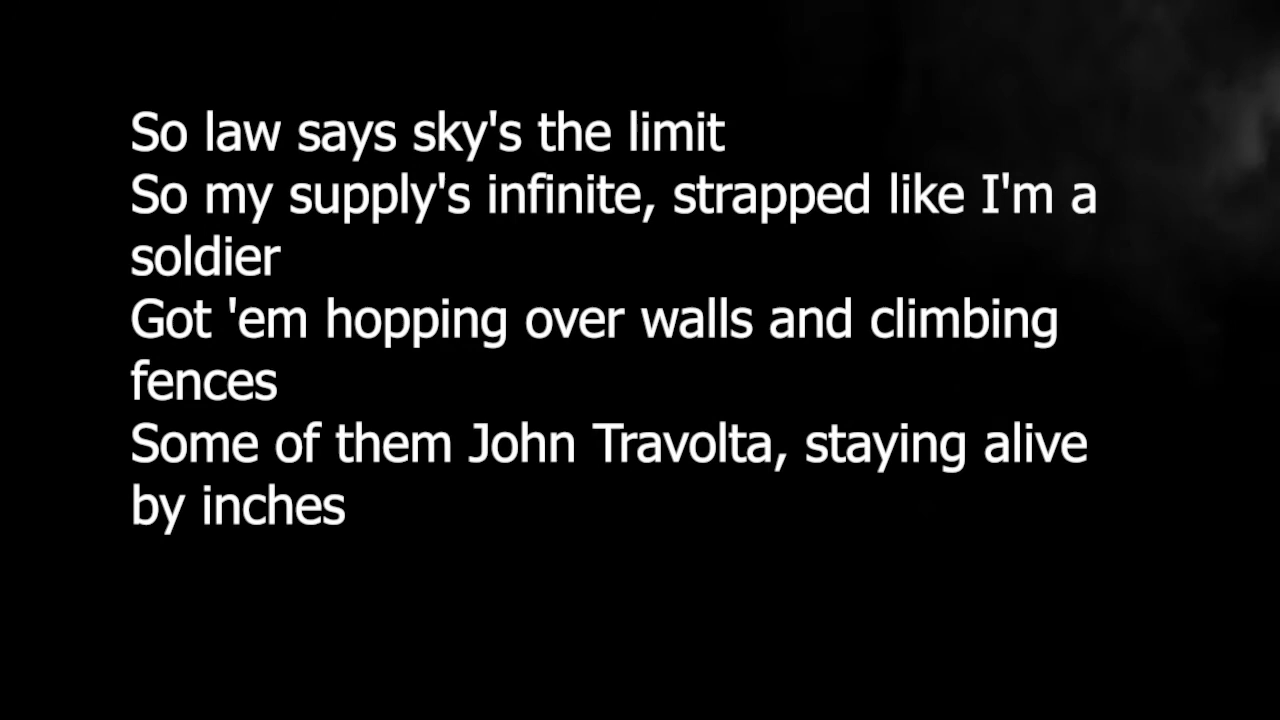 So law says sky's the limit
So my supply's infinite, strapped like I'm a
soldier
Got 'em hopping over walls and climbing
fences
Some of them John Travolta, staying alive
by inches